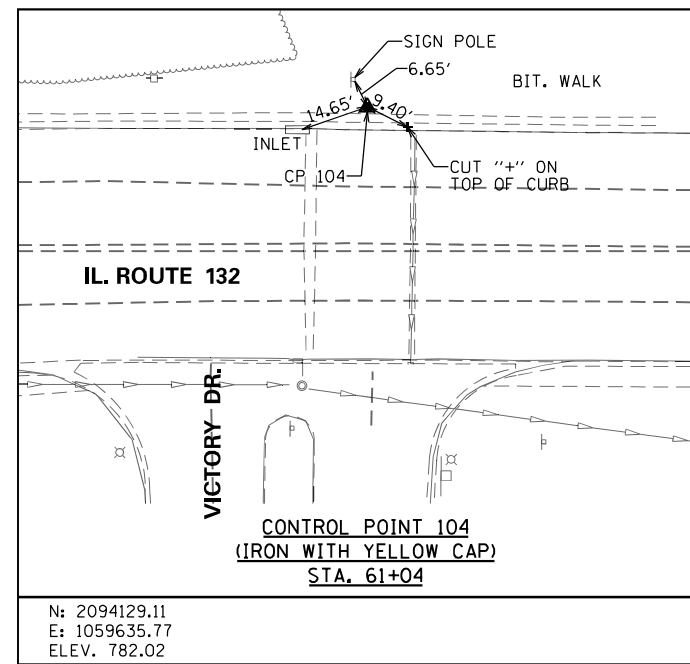 SIGN POLE
6.65'
BIT. WALK
14.65'
9.40'
INLET
CP 104
CUT "+" ON
TOP OF CURB
IL. ROUTE 132
VICTORY DR.
CONTROL POINT 104
(IRON WITH YELLOW CAP)
STA. 61+04
N: 2094129.11
E: 1059635.77
ELEV. 782.02